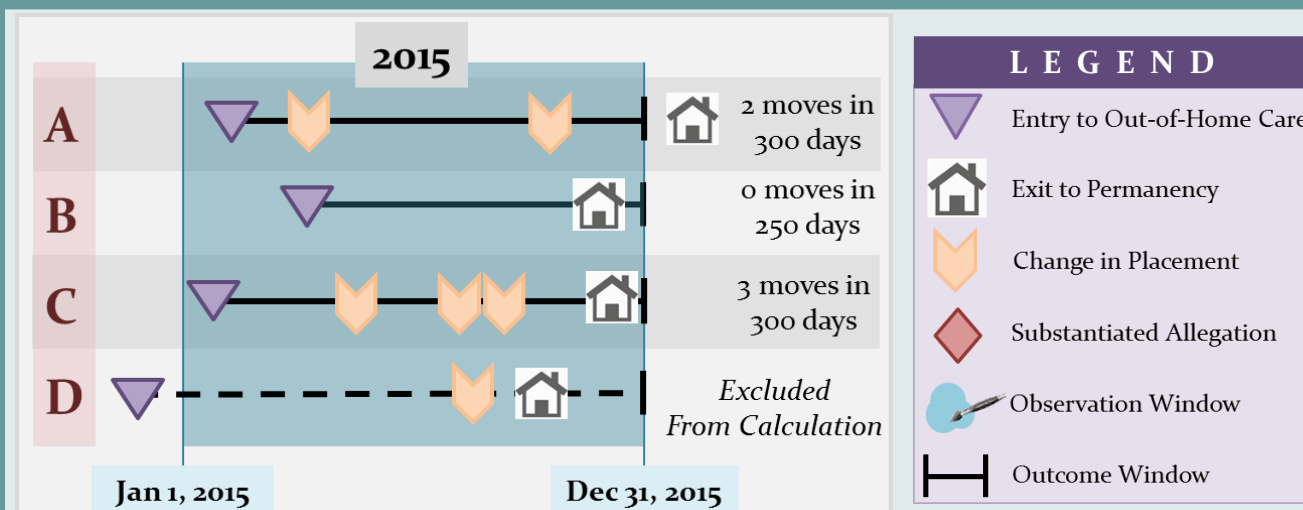 2015
A
2 moves in
300 days
B
0 moves in
250 days
C
3 moves in
300 days
D
Excluded
From Calculation
Jan 1, 2015
Dec 31, 2015
LEGEND
Entry to Out-of-Home Care
Exit to Permanency
Change in Placement
Substantiated Allegation
Observation Window
Outcome Window